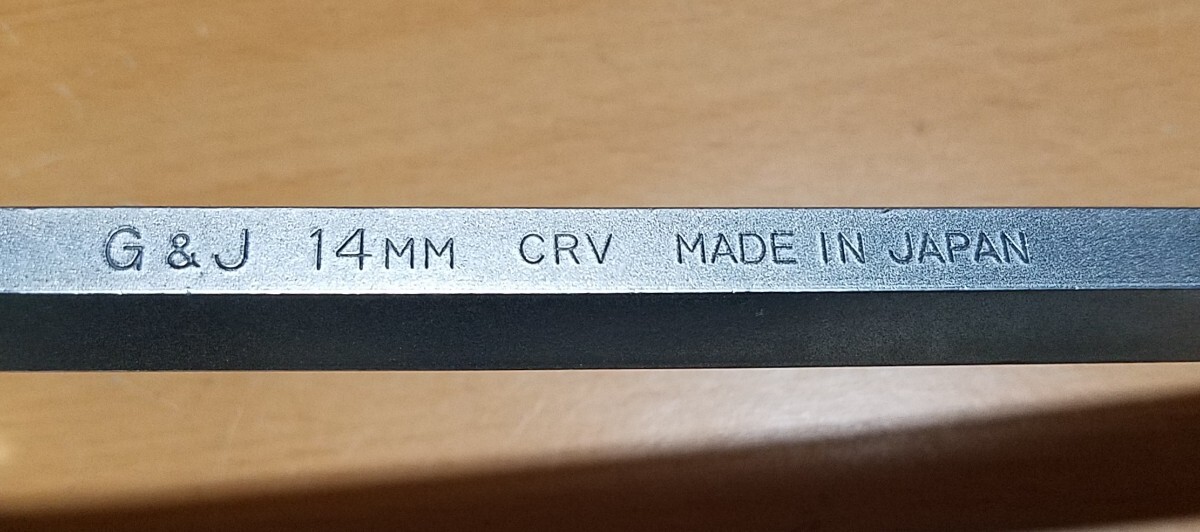 G & J 14MM CRV MADE IN JAPAN